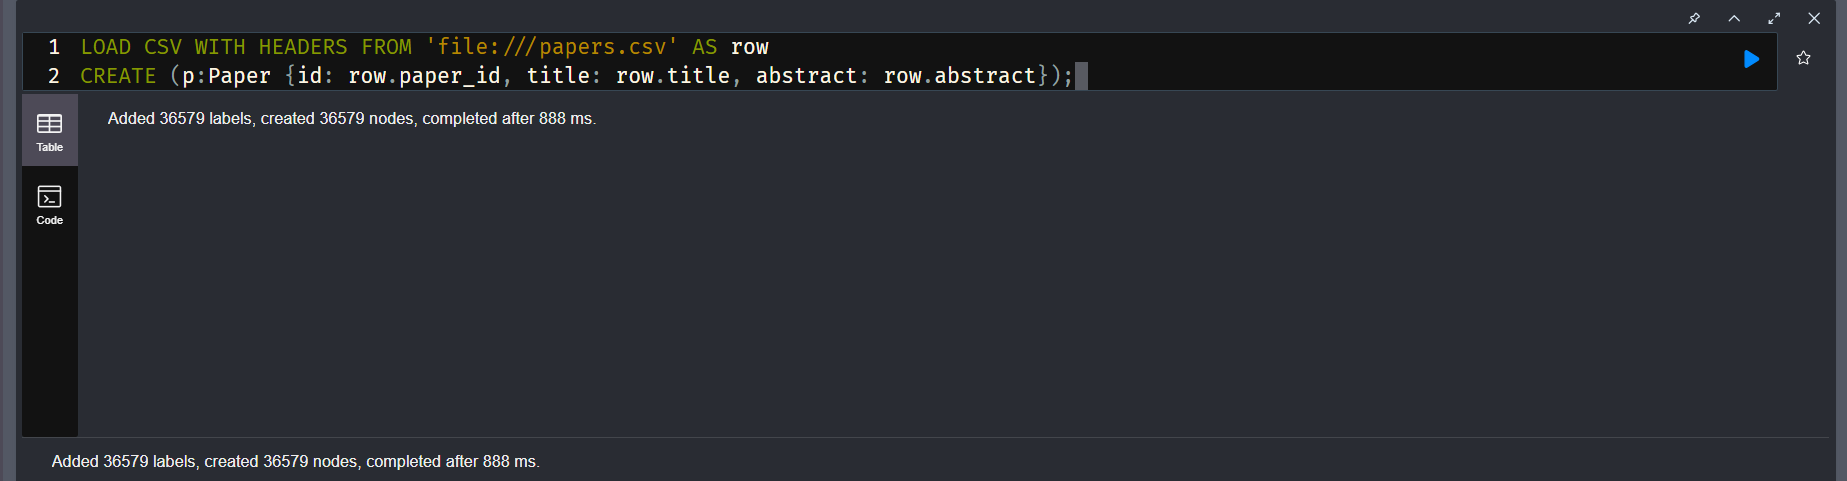 1 LOAD CSV WITH HEADERS FROM 'file:///papers.csv' AS row
2 CREATE (p:Paper {id: row.paper_id, title: row.title, abstract: row.abstract});
Table
Added 36579 labels, created 36579 nodes, completed after 888 ms.
Code
Added 36579 labels, created 36579 nodes, completed after 888 ms.